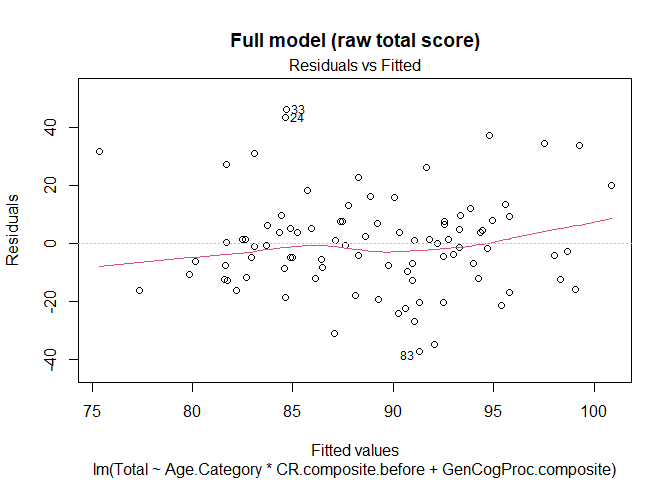 Full model (raw total score)
Residuals vs Fitted
Residuals
40
20
0
-20
-40
33
24
83
75 80 85 90 95 100
Fitted values
lm(Total ~ Age.Category * CR.composite.before + GenCogProc.composite)